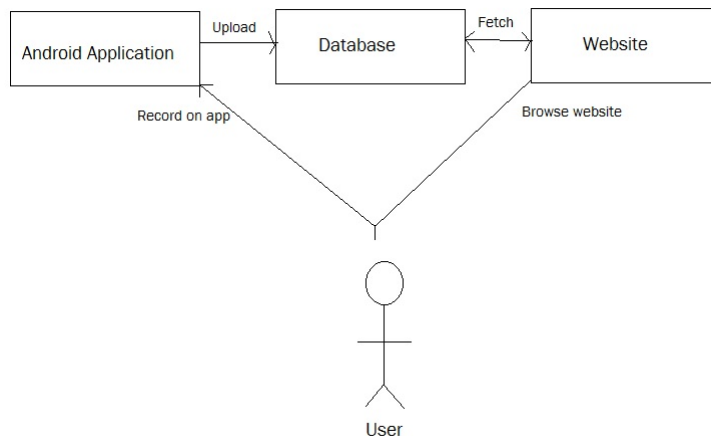 Upload
Fetch
Android Application
Database
Website
Record on app
Browse website
User